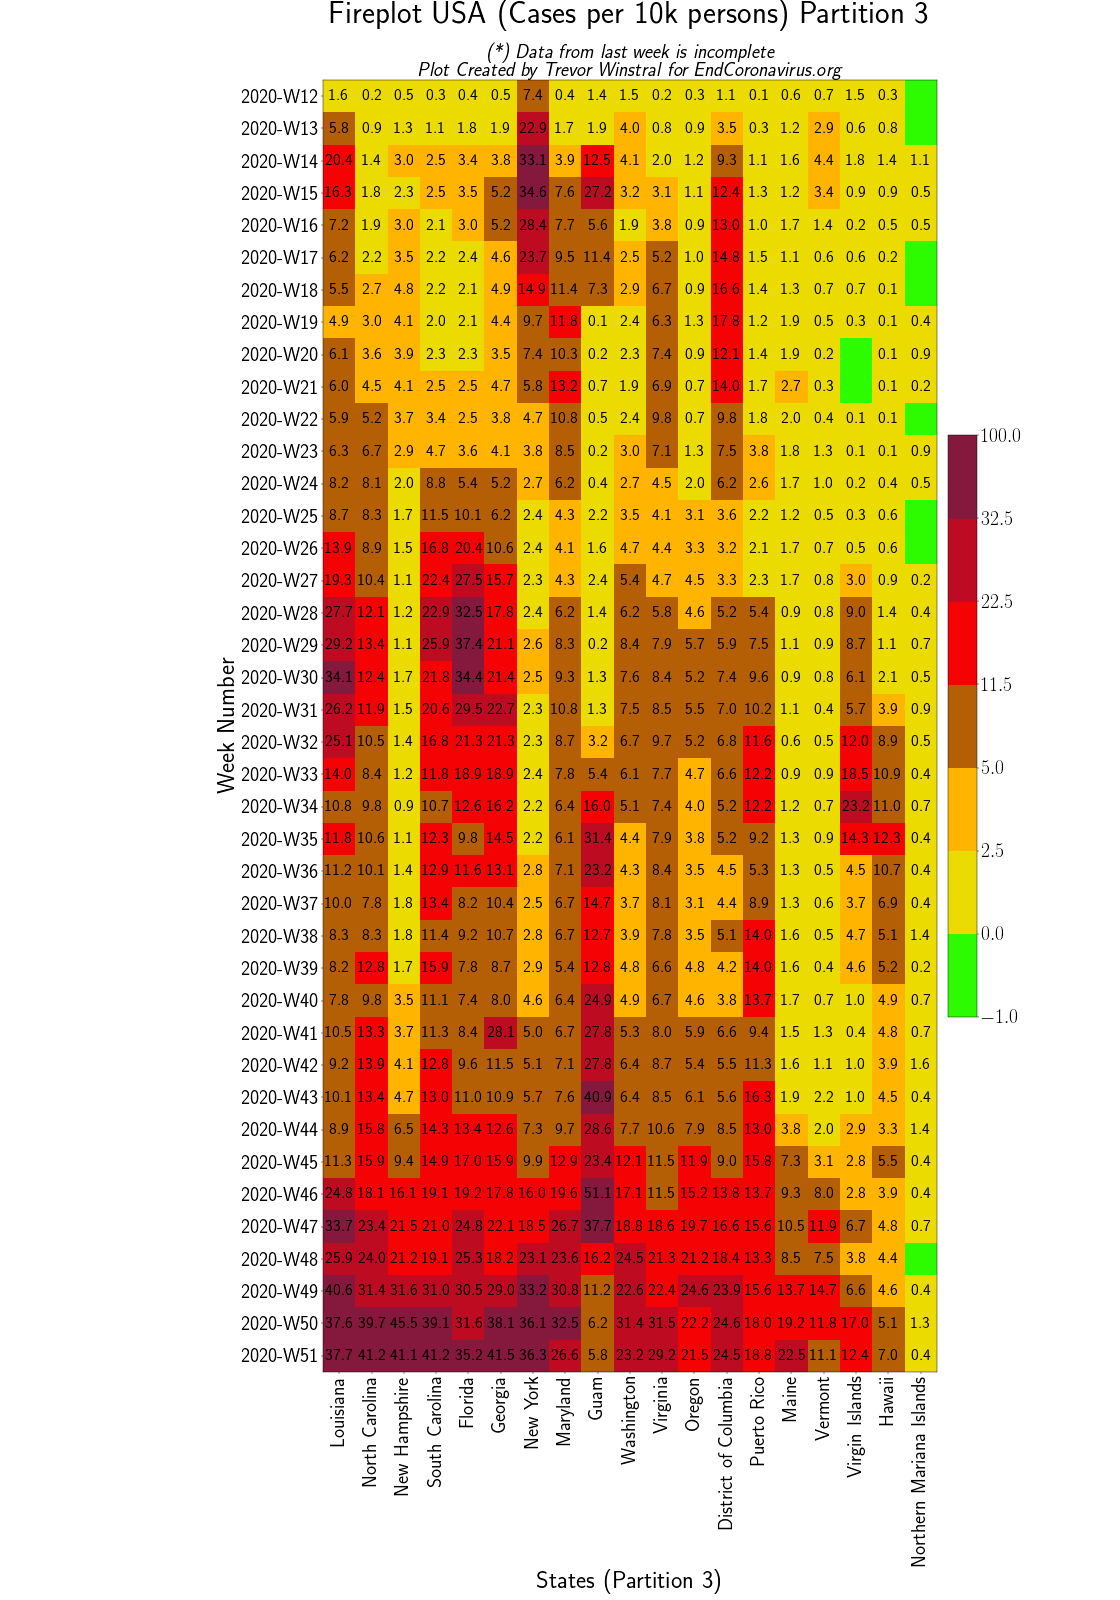 Fireplot USA (Cases per 10k persons) Partition 3
(*) Data from last week is incomplete
Plot Created by Trevor Winstral for EndCoronavirus.org
2020-W12 1.6 0.2 0.5 0.3 0.4 0.5 7.4 0.4 1.4 1.5 0.2 0.3 1.1 0.1 0.6 0.7 1.5 0.3
2020-W13 5.8 0.9 1.3 1.1 1.8 1.9 22.9 1.7 1.9 4.0 0.8 0.9 3.5 0.3 1.2 2.9 0.6 0.8
2020-W14 20.4 1.4 3.0 2.5 3.4 3.8 33.1 3.9 12.5 4.1 2.0 1.2 9.3 1.1 1.6 4.4 1.8 1.4 1.1
2020-W15 16.3 1.8 2.3 2.5 3.5 5.2 34.6 7.6 27.2 3.2 3.1 1.1 12.4 1.3 1.2 3.4 0.9 0.9 0.5
2020-W16 7.2 1.9 3.0 2.1 3.0 5.2 28.4 7.7 5.6 1.9 3.8 0.9 13.0 1.0 1.7 1.4 0.2 0.5 0.5
2020-W17 6.2 2.2 3.5 2.2 2.4 4.6 23.7 9.5 11.4 2.5 5.2 1.0 14.8 1.5 1.1 0.6 0.6 0.2
2020-W18 5.5 2.7 4.8 2.2 2.1 4.9 14.9 11.4 7.3 2.9 6.7 0.9 16.6 1.4 1.3 0.7 0.7 0.1
2020-W19 4.9 3.0 4.1 2.0 2.1 4.4 9.7 11.8 0.1 2.4 6.3 1.3 17.8 1.2 1.9 0.5 0.3 0.1 0.4
2020-W20 6.1 3.6 3.9 2.3 2.3 3.5 7.4 10.3 0.2 2.3 7.4 0.9 12.1 1.4 1.9 0.2 0.1 0.9
2020-W21 6.0 4.5 4.1 2.5 2.5 4.7 5.8 13.2 0.7 1.9 6.9 0.7 14.0 1.7 2.7 0.3 0.1 0.2
2020-W22 5.9 5.2 3.7 3.4 2.5 3.8 4.7 10.8 0.5 2.4 9.8 0.7 9.8 1.8 2.0 0.4 0.1 0.1
2020-W23 6.3 6.7 2.9 4.7 3.6 4.1 3.8 8.5 0.2 3.0 7.1 1.3 7.5 3.8 1.8 1.3 0.1 0.1 0.9
2020-W24 8.2 8.1 2.0 8.8 5.4 5.2 2.7 6.2 0.4 2.7 4.5 2.0 6.2 2.6 1.7 1.0 0.2 0.4 0.5
2020-W25 8.7 8.3 1.7 11.5 10.1 6.2 2.4 4.3 2.2 3.5 4.1 3.1 3.6 2.2 1.2 0.5 0.3 0.6
2020-W26 13.9 8.9 1.5 16.8 20.4 10.6 2.4 4.1 1.6 4.7 4.4 3.3 3.2 2.1 1.7 0.7 0.5 0.6
2020-W27 19.3 10.4 1.1 22.4 27.5 15.7 2.3 4.3 2.4 5.4 4.7 4.5 3.3 2.3 1.7 0.8 3.0 0.9 0.2
2020-W28 27.7 12.1 1.2 22.9 32.5 17.8 2.4 6.2 1.4 6.2 5.8 4.6 5.2 5.4 0.9 0.8 9.0 1.4 0.4
2020-W29 29.2 13.4 1.1 25.9 37.4 21.1 2.6 8.3 0.2 8.4 7.9 5.7 5.9 7.5 1.1 0.9 8.7 1.1 0.7
2020-W30 34.1 12.4 1.7 21.8 34.4 21.4 2.5 9.3 1.3 7.6 8.4 5.2 7.4 9.6 0.9 0.8 6.1 2.1 0.5
2020-W31 26.2 11.9 1.5 20.6 29.5 22.7 2.3 10.8 1.3 7.5 8.5 5.5 7.0 10.2 1.1 0.4 5.7 3.9 0.9
2020-W32 25.1 10.5 1.4 16.8 21.3 21.3 2.3 8.7 3.2 6.7 9.7 5.2 6.8 11.6 0.6 0.5 12.0 8.9 0.5
2020-W33 14.0 8.4 1.2 11.8 18.9 18.9 2.4 7.8 5.4 6.1 7.7 4.7 6.6 12.2 0.9 0.9 18.5 10.9 0.4
2020-W34 10.8 9.8 0.9 10.7 12.6 16.2 2.2 6.4 16.0 5.1 7.4 4.0 5.2 12.2 1.2 0.7 23.2 11.0 0.7
2020-W35 11.8 10.6 1.1 12.3 9.8 14.5 2.2 6.1 31.4 4.4 7.9 3.8 5.2 9.2 1.3 0.9 14.3 12.3 0.4
2020-W36 11.2 10.1 1.4 12.9 11.6 13.1 2.8 7.1 23.2 4.3 8.4 3.5 4.5 5.3 1.3 0.5 4.5 10.7 0.4
2020-W37 10.0 7.8 1.8 13.4 8.2 10.4 2.5 6.7 14.7 3.7 8.1 3.1 4.4 8.9 1.3 0.6 3.7 6.9 0.4
2020-W38 8.3 8.3 1.8 11.4 9.2 10.7 2.8 6.7 12.7 3.9 7.8 3.5 5.1 14.0 1.6 0.5 4.7 5.1 1.4
2020-W39 8.2 12.8 1.7 15.9 7.8 8.7 2.9 5.4 12.8 4.8 6.6 4.8 4.2 14.0 1.6 0.4 4.6 5.2 0.2
2020-W40 7.8 9.8 3.5 11.1 7.4 8.0 4.6 6.4 24.9 4.9 6.7 4.6 3.8 13.7 1.7 0.7 1.0 4.9 0.7
2020-W41 10.5 13.3 3.7 11.3 8.4 28.1 5.0 6.7 27.8 5.3 8.0 5.9 6.6 9.4 1.5 1.3 0.4 4.8 0.7
2020-W42 9.2 13.9 4.1 12.8 9.6 11.5 5.1 7.1 27.8 6.4 8.7 5.4 5.5 11.3 1.6 1.1 1.0 3.9 1.6
2020-W43 10.1 13.4 4.7 13.0 11.0 10.9 5.7 7.6 40.9 6.4 8.5 6.1 5.6 16.3 1.9 2.2 1.0 4.5 0.4
2020-W44 8.9 15.8 6.5 14.3 13.4 12.6 7.3 9.7 28.6 7.7 10.6 7.9 8.5 13.0 3.8 2.0 2.9 3.3 1.4
2020-W45 11.3 15.9 9.4 14.9 17.0 15.9 9.9 12.9 23.4 12.1 11.5 11.9 9.0 15.8 7.3 3.1 2.8 5.5 0.4
2020-W46 24.8 18.1 16.1 19.1 19.2 17.8 16.0 19.6 51.1 17.1 11.5 15.2 13.8 13.7 9.3 8.0 2.8 3.9 0.4
2020-W47 33.7 23.4 21.5 21.0 24.8 22.1 18.5 26.7 37.7 18.8 18.6 19.7 16.6 15.6 10.5 11.9 6.7 4.8 0.7
2020-W48 25.9 24.0 21.2 19.1 25.3 18.2 23.1 23.6 16.2 24.5 21.3 21.2 18.4 13.3 8.5 7.5 3.8 4.4
2020-W49 40.6 31.4 31.6 31.0 30.5 29.0 33.2 30.8 11.2 22.6 22.4 24.6 23.9 15.6 13.7 14.7 6.6 4.6 0.4
2020-W50 37.6 39.7 45.5 39.1 31.6 38.1 36.1 32.5 6.2 31.4 31.5 22.2 24.6 18.0 19.2 11.8 17.0 5.1 1.3
2020-W51 37.7 41.2 41.1 41.2 35.2 41.5 36.3 26.6 5.8 23.2 29.2 21.5 24.5 18.8 22.5 11.1 12.4 7.0 0.4
Week Number
Louisiana
North Carolina
New Hampshire
South Carolina
Florida
Georgia
New York
Maryland
Guam
Washington
Virginia
Oregon
District of Columbia
Puerto Rico
Maine
Vermont
Virgin Islands
Hawaii
Northern Mariana Islands
States (Partition 3)
100.0
32.5
22.5
11.5
5.0
2.5
0.0
−1.0